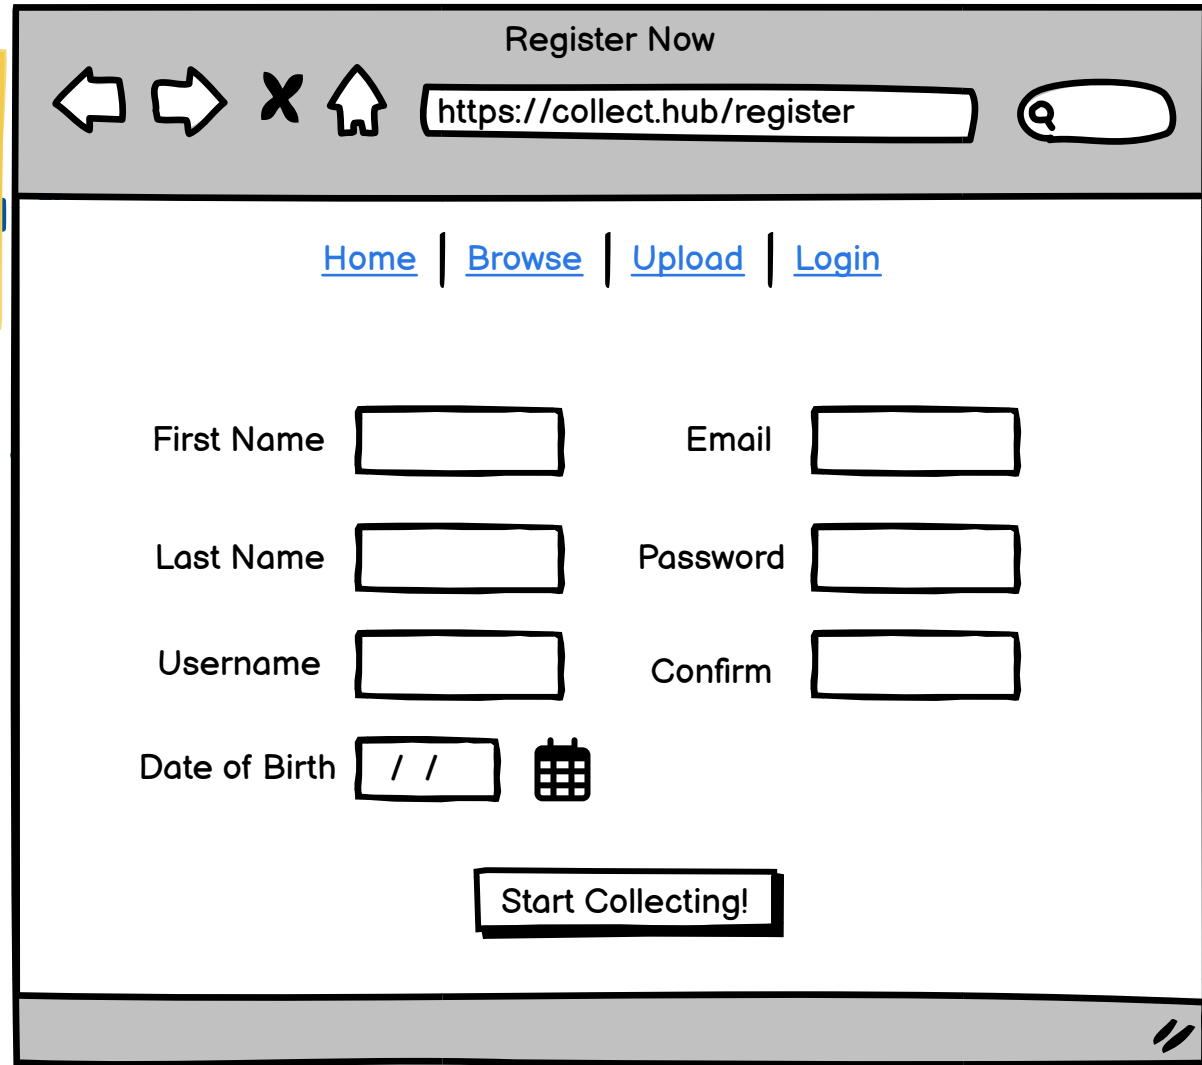 Register Now
https://collect.hub/register
Home | Browse | Upload | Login
First Name
Email
Last Name
Password
Username
Confirm
Date of Birth
/ /
Start Collecting!